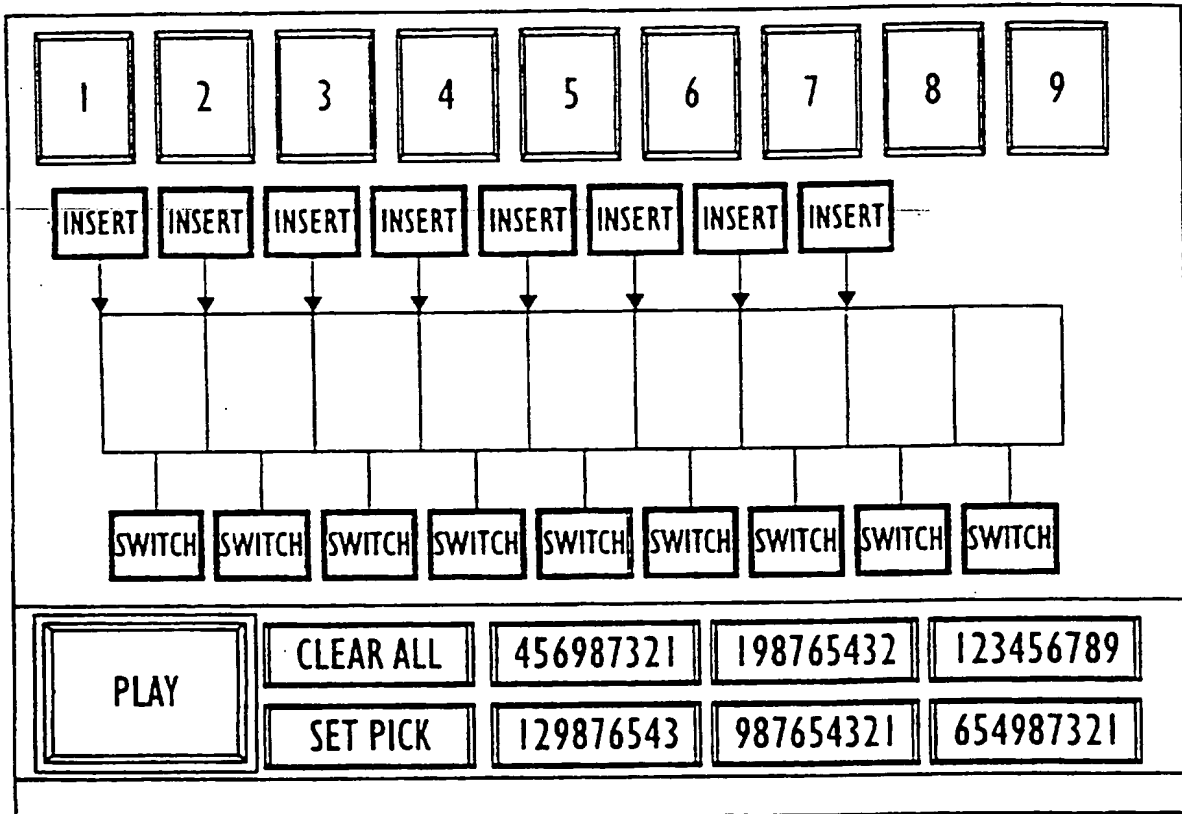 1 2 3 4 5 6 7 8 9
INSERT INSERT INSERT INSERT INSERT INSERT INSERT INSERT
SWITCH SWITCH SWITCH SWITCH SWITCH SWITCH SWITCH SWITCH SWITCH
PLAY
CLEAR ALL 456987321 198765432 123456789
SET PICK 129876543 987654321 654987321